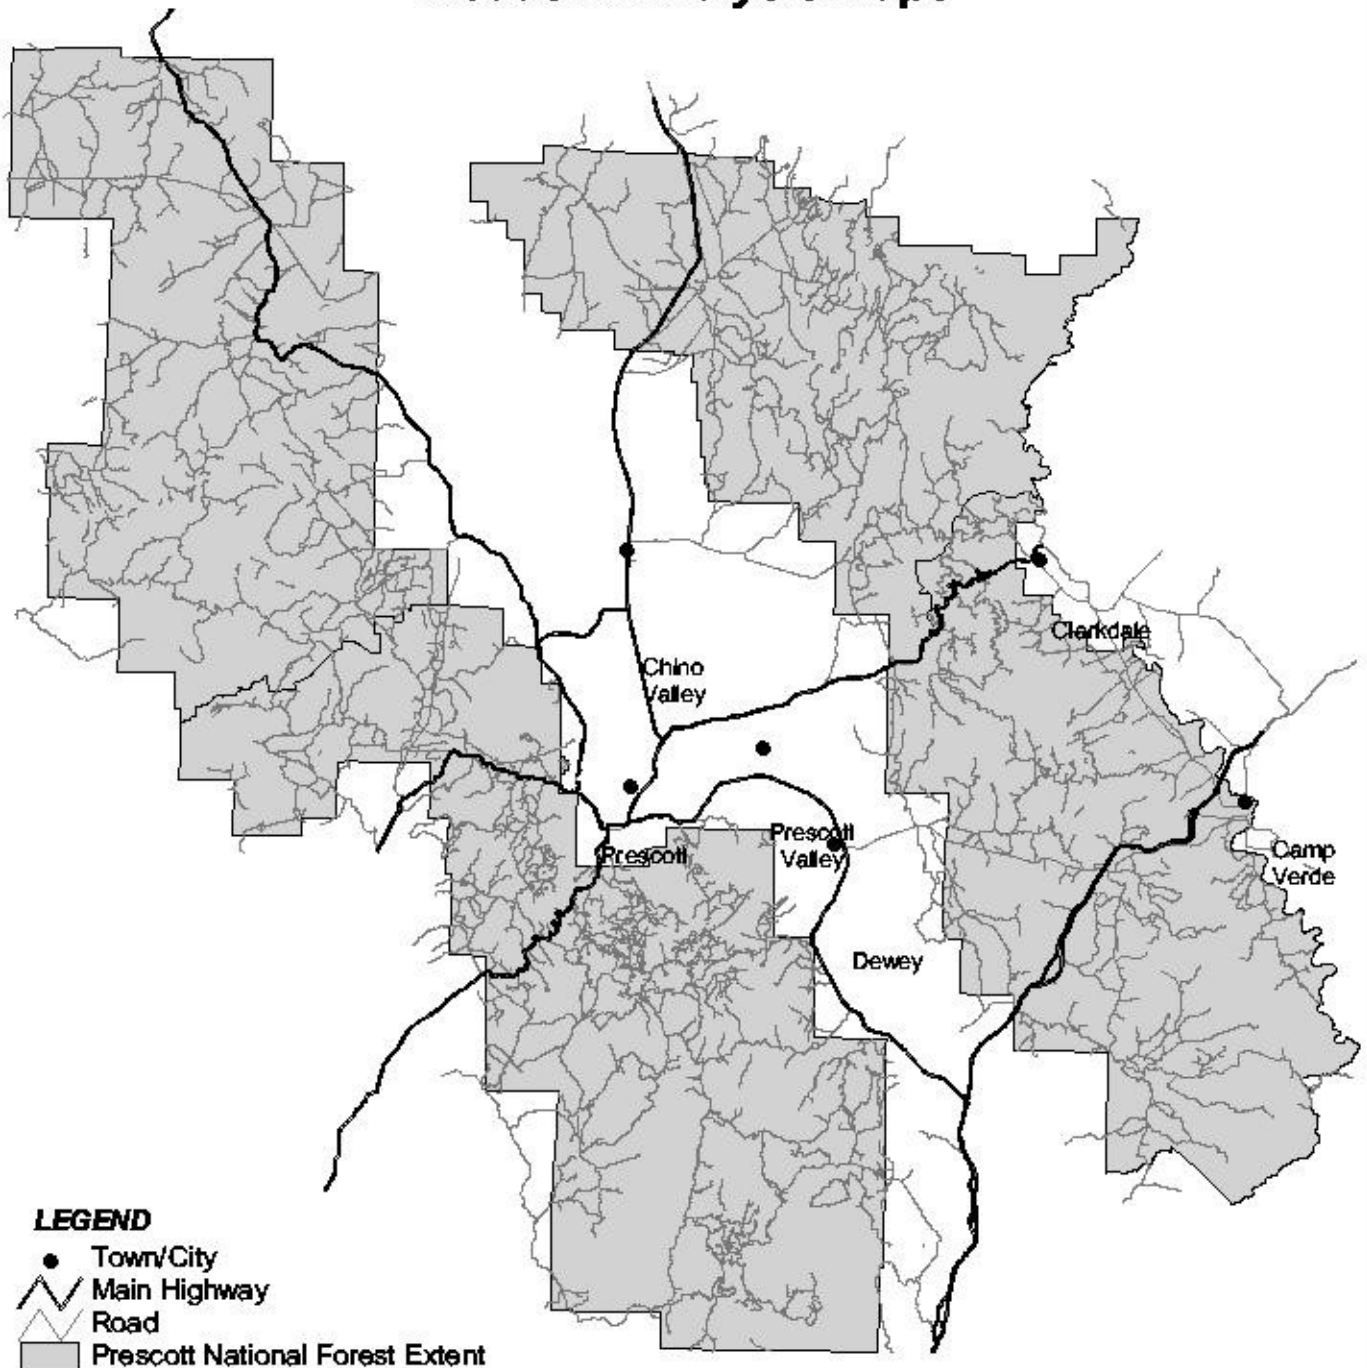 Clarkdale
Chino
Valley
Prescott
Valley
Prescott
Camp
Verde
Dewey
LEGEND
Town/City
Main Highway
Road
Prescott National Forest Extent